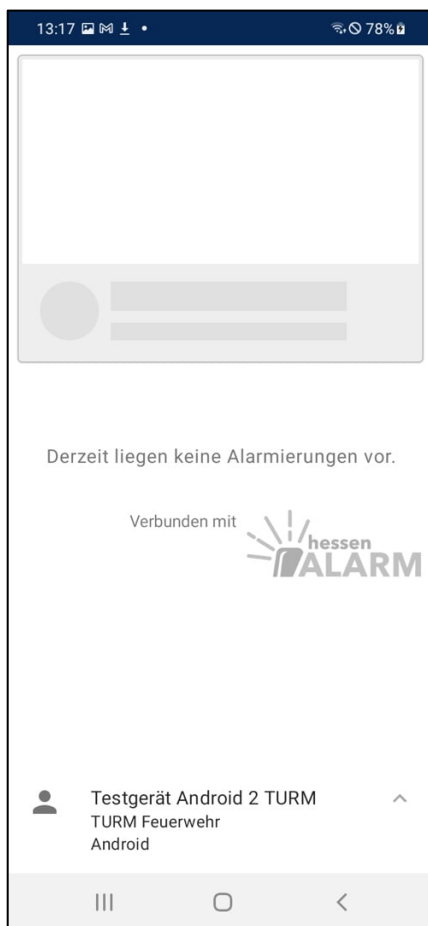 13:17
78%
Derzeit liegen keine Alarmierungen vor.
Verbunden mit
hessen
ALARM
Testgerät Android 2 TURM
TURM Feuerwehr
Android